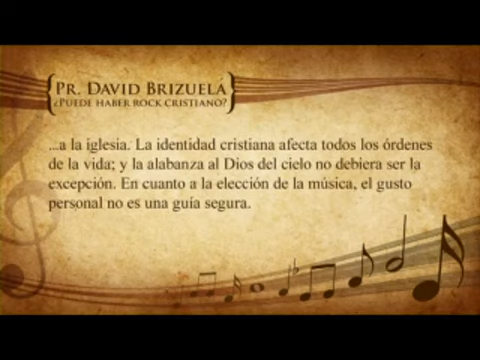 PR. DAVID BRIZUELA
¿PUEDE HABER ROCK CRISTIANO?
...a la iglesia. La identidad cristiana afecta todos los órdenes
de la vida; y la alabanza al Dios del cielo no debiera ser la
excepción. En cuanto a la elección de la música, el gusto
personal no es una guía segura.